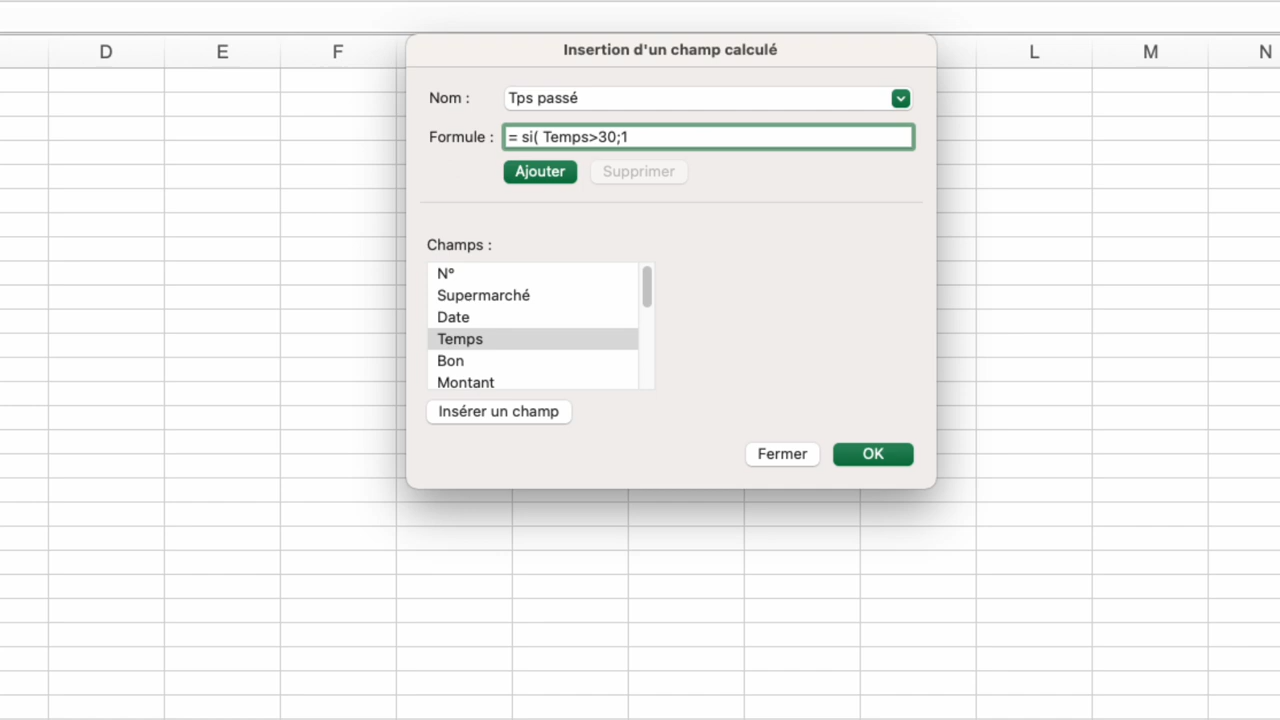 Insertion d'un champ calculé
D E F L M N
Nom : Tps passé
Formule : = si( Temps>30;1
Ajouter Supprimer
Champs :
N°
Supermarché
Date
Temps
Bon
Montant
Insérer un champ
Fermer OK